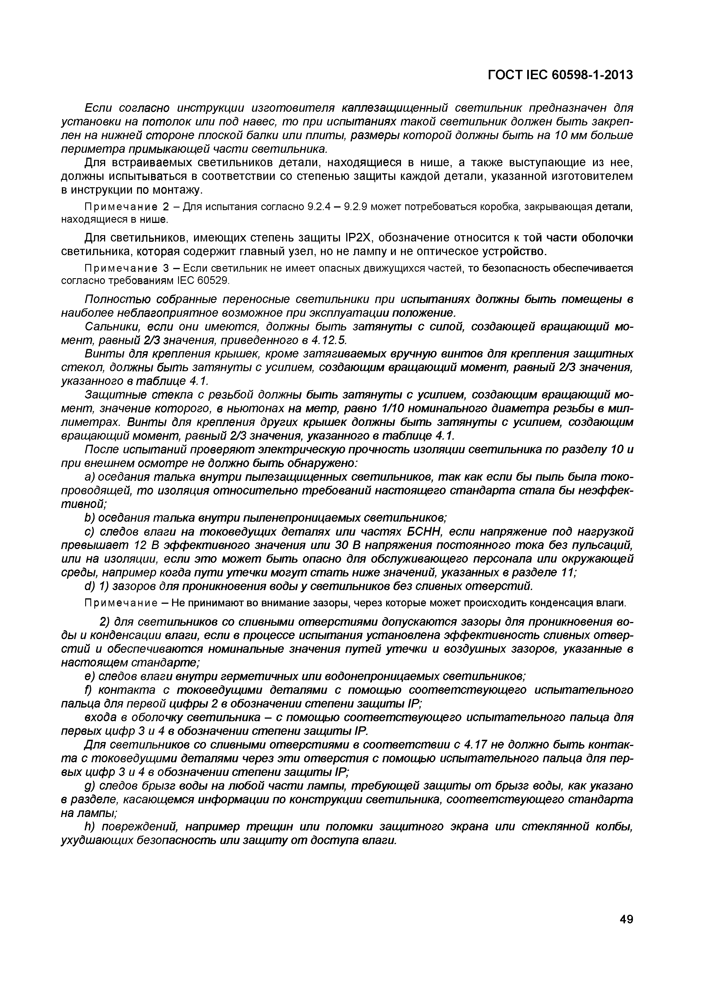 ГОСТ IEC 60598-1-2013
Если согласно инструкции изготовителя каплезащищенный светильник предназначен для
установки на потолок или под навес, то при испытаниях такой светильник должен быть закреп-
лен на нижней стороне плоской балки или плиты, размеры которой должны быть на 10 мм больше
периметра примыкающей части светильника.
Для встраиваемых светильников детали, находящиеся в нише, а также выступающие из нее,
должны испытываться в соответствии со степенью защиты каждой детали, указанной изготовителем
в инструкции по монтажу.
Примечание 2 – Для испытания согласно 9.2.4 – 9.2.9 может потребоваться коробка, закрывающая детали,
находящиеся в нише.
Для светильников, имеющих степень защиты IP2X, обозначение относится к той части оболочки
светильника, которая содержит главный узел, но не лампу и не оптическое устройство.
Примечание 3 – Если светильник не имеет опасных движущихся частей, то безопасность обеспечивается
согласно требованиям IEC 60529.
Полностью собранные переносные светильники при испытаниях должны быть помещены в
наиболее неблагоприятное возможное при эксплуатации положение.
Сальники, если они имеются, должны быть затянуты с силой, создающей вращающий мо-
мент, равный 2/3 значения, приведенного в 4.12.5.
Винты для крепления крышек, кроме затягиваемых вручную винтов для крепления защитных
стекол, должны быть затянуты с усилием, создающим вращающий момент, равный 2/3 значения,
указанного в таблице 4.1.
Защитные стекла с резьбой должны быть затянуты с усилием, создающим вращающий мо-
мент, значение которого, в ньютонах на метр, равно 1/10 номинального диаметра резьбы в мил-
лиметрах. Винты для крепления других крышек должны быть затянуты с усилием, создающим
вращающий момент, равный 2/3 значения, указанного в таблице 4.1.
После испытаний проверяют электрическую прочность изоляции светильника по разделу 10 и
при внешнем осмотре не должно быть обнаружено:
a) оседания талька внутри пылезащищенных светильников, так как если бы пыль была токо-
проводящей, то изоляция относительно требований настоящего стандарта стала бы неэффек-
тивной;
b) оседания талька внутри пыленепроницаемых светильников;
c) следов влаги на токоведущих деталях или частях БСНН, если напряжение под нагрузкой
превышает 12 В эффективного значения или 30 В напряжения постоянного тока без пульсаций,
или на изоляции, если это может быть опасно для обслуживающего персонала или окружающей
среды, например когда пути утечки могут стать ниже значений, указанных в разделе 11;
d) 1) зазоров для проникновения воды у светильников без сливных отверстий.
Примечание – Не принимают во внимание зазоры, через которые может происходить конденсация влаги.
2) для светильников со сливными отверстиями допускаются зазоры для проникновения во-
ды и конденсации влаги, если в процессе испытания установлена эффективность сливных отвер-
стий и обеспечиваются номинальные значения путей утечки и воздушных зазоров, указанные в
настоящем стандарте;
e) следов влаги внутри герметичных или водонепроницаемых светильников;
f) контакта с токоведущими деталями с помощью соответствующего испытательного
пальца для первой цифры 2 в обозначении степени защиты IP;
входа в оболочку светильника – с помощью соответствующего испытательного пальца для
первых цифр 3 и 4 в обозначении степени защиты IP.
Для светильников со сливными отверстиями в соответствии с 4.17 не должно быть контак-
та с токоведущими деталями через эти отверстия с помощью испытательного пальца для пер-
вых цифр 3 и 4 в обозначении степени защиты IP;
g) следов брызг воды на любой части лампы, требующей защиты от брызг воды, как указано
в разделе, касающемся информации по конструкции светильника, соответствующего стандарта
на лампы;
h) повреждений, например трещин или поломки защитного экрана или стеклянной колбы,
ухудшающих безопасность или защиту от доступа влаги.
49